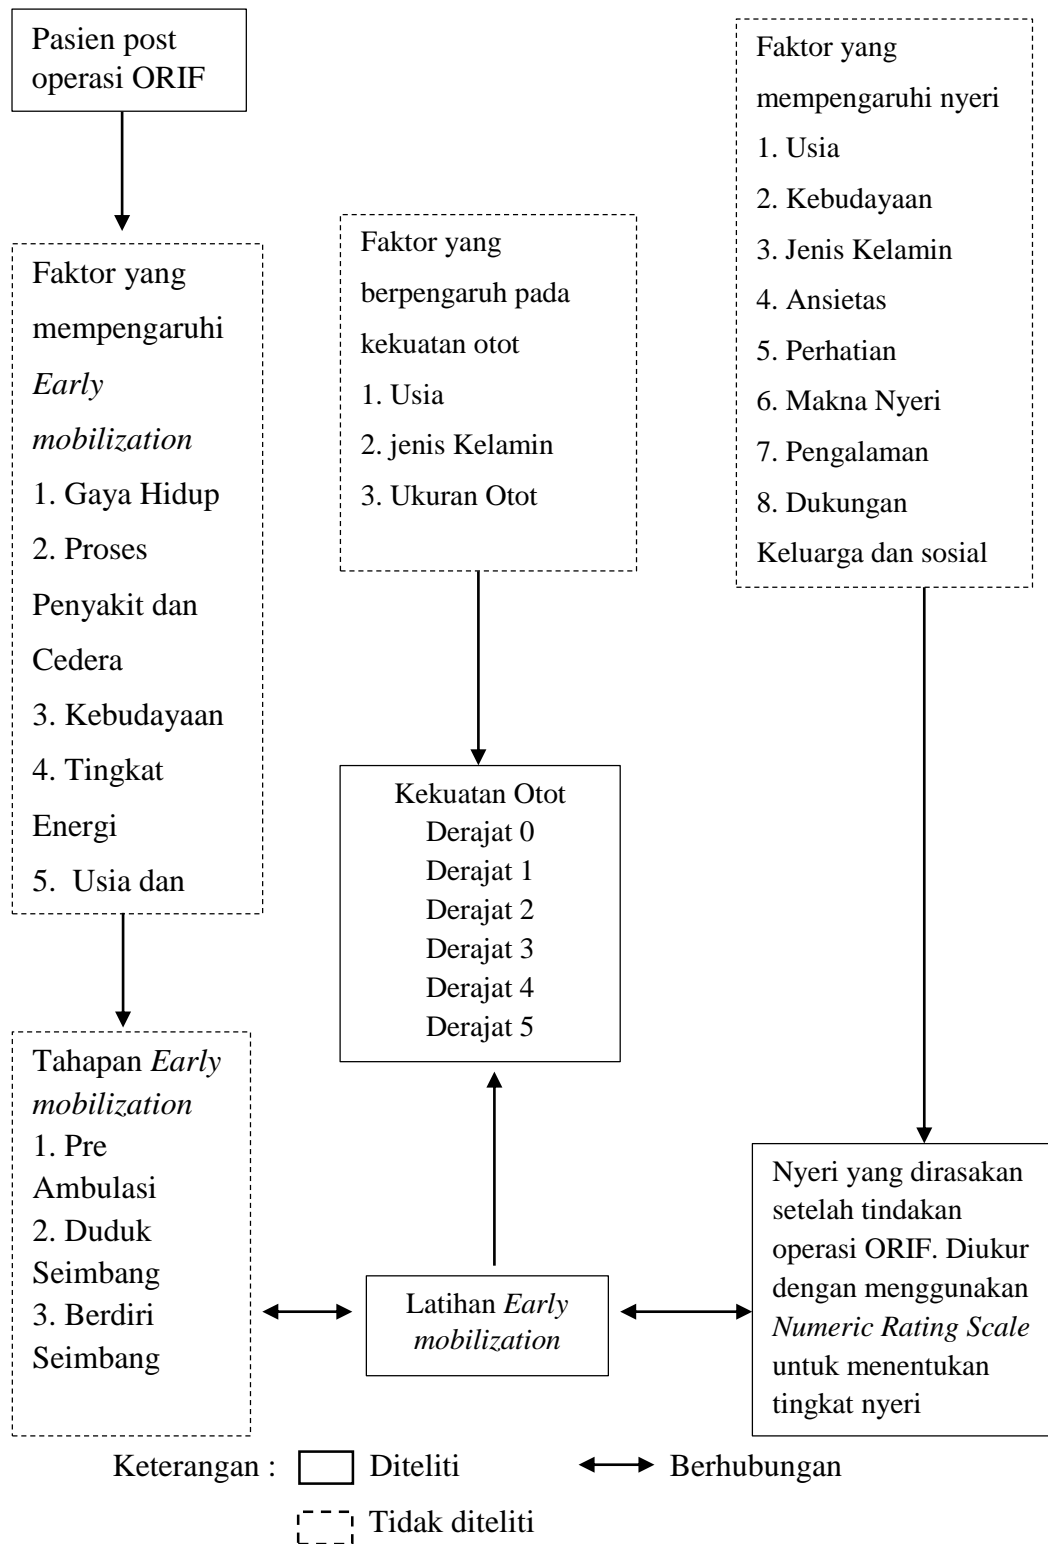 Pasien post
operasi ORIF
Faktor yang
mempengaruhi
Early
mobilization
1. Gaya Hidup
2. Proses
Penyakit dan
Cedera
3. Kebudayaan
4. Tingkat
Energi
5.  Usia dan
Tahapan Early
mobilization
1. Pre
Ambulasi
2. Duduk
Seimbang
3. Berdiri
Seimbang
Faktor yang
berpengaruh pada
kekuatan otot
1. Usia
2. jenis Kelamin
3. Ukuran Otot
Kekuatan Otot
Derajat 0
Derajat 1
Derajat 2
Derajat 3
Derajat 4
Derajat 5
Latihan Early
mobilization
Faktor yang
mempengaruhi nyeri
1. Usia
2. Kebudayaan
3. Jenis Kelamin
4. Ansietas
5. Perhatian
6. Makna Nyeri
7. Pengalaman
8. Dukungan
Keluarga dan sosial
Nyeri yang dirasakan
setelah tindakan
operasi ORIF. Diukur
dengan menggunakan
Numeric Rating Scale
untuk menentukan
tingkat nyeri
Keterangan : Diteliti Berhubungan
Tidak diteliti